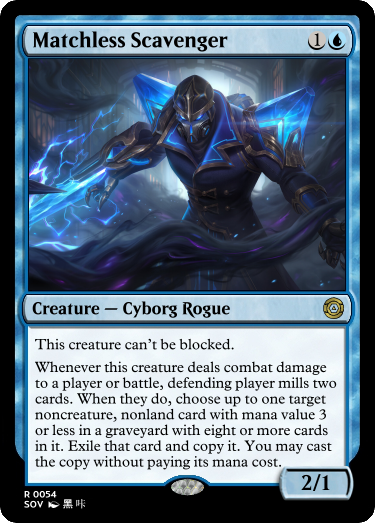 Matchless Scavenger 1
Creature — Cyborg Rogue
This creature can't be blocked.
Whenever this creature deals combat damage
to a player or battle, defending player mills two
cards. When they do, choose up to one target
noncreature, nonland card with mana value 3
or less in a graveyard with eight or more cards
in it. Exile that card and copy it. You may cast
the copy without paying its mana cost.
2/1
R 0054
SOV 黑咔